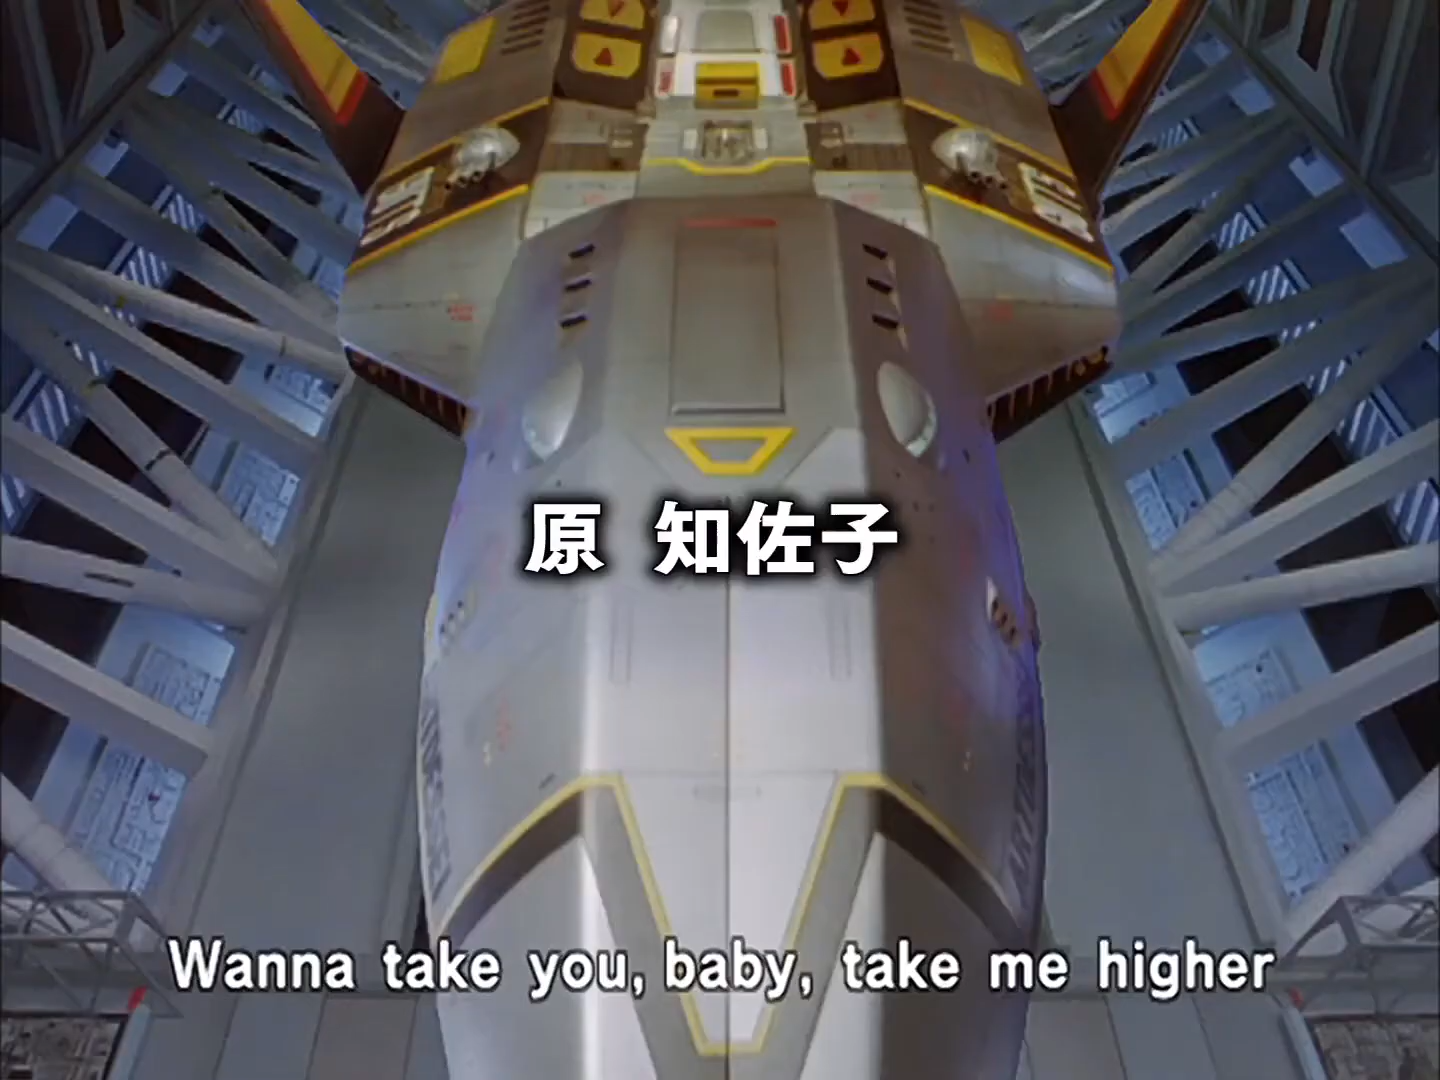 原 知佐子
Wanna take you, baby, take me higher